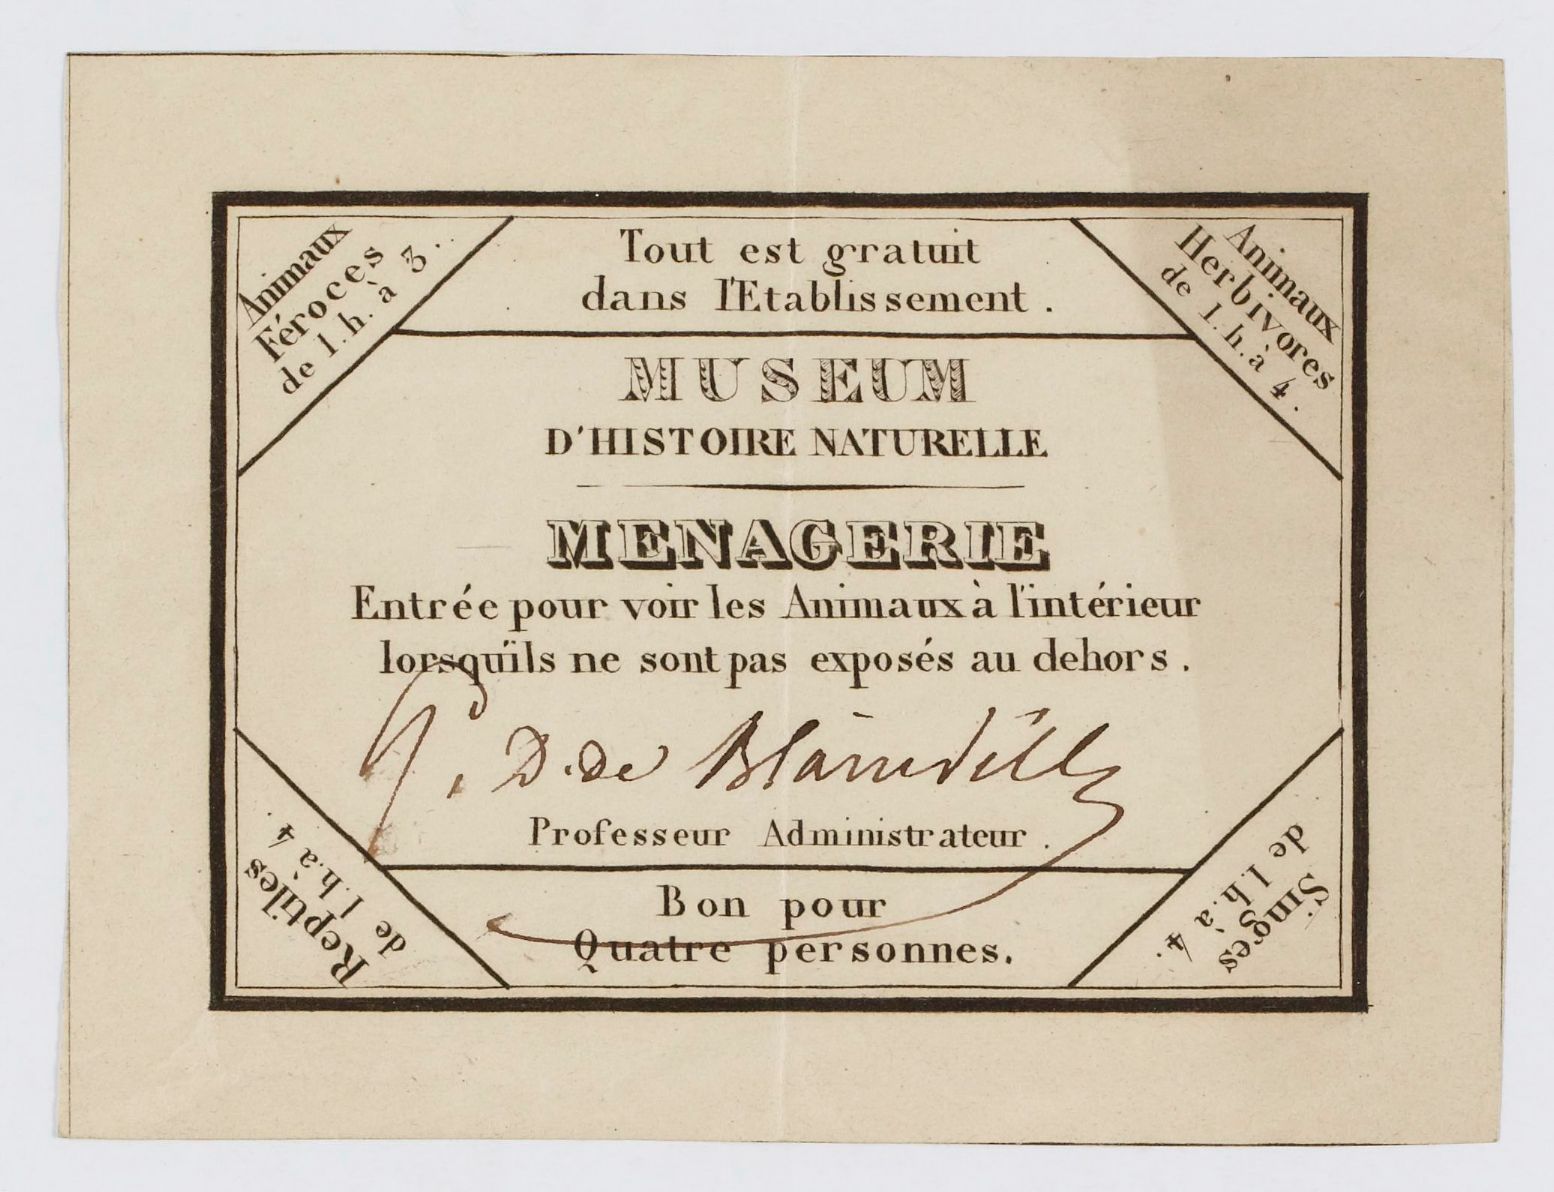 Animaux
Féroces
de 1. h. à 3.
Tout est gratuit
dans l'Etablissement.
Animaux
Herbivores
de 1. h. à 4.
MUSEUM
D'HISTOIRE NATURELLE
MENAGERIE
Entrée pour voir les Animaux à l'intérieur
lorsqu'ils ne sont pas exposés au dehors.
D. de Blainville
Professeur Administrateur.
Reptiles
de 1. h. à 4.
Bon pour
Quatre personnes.
Singes
de 1. h. à 4.